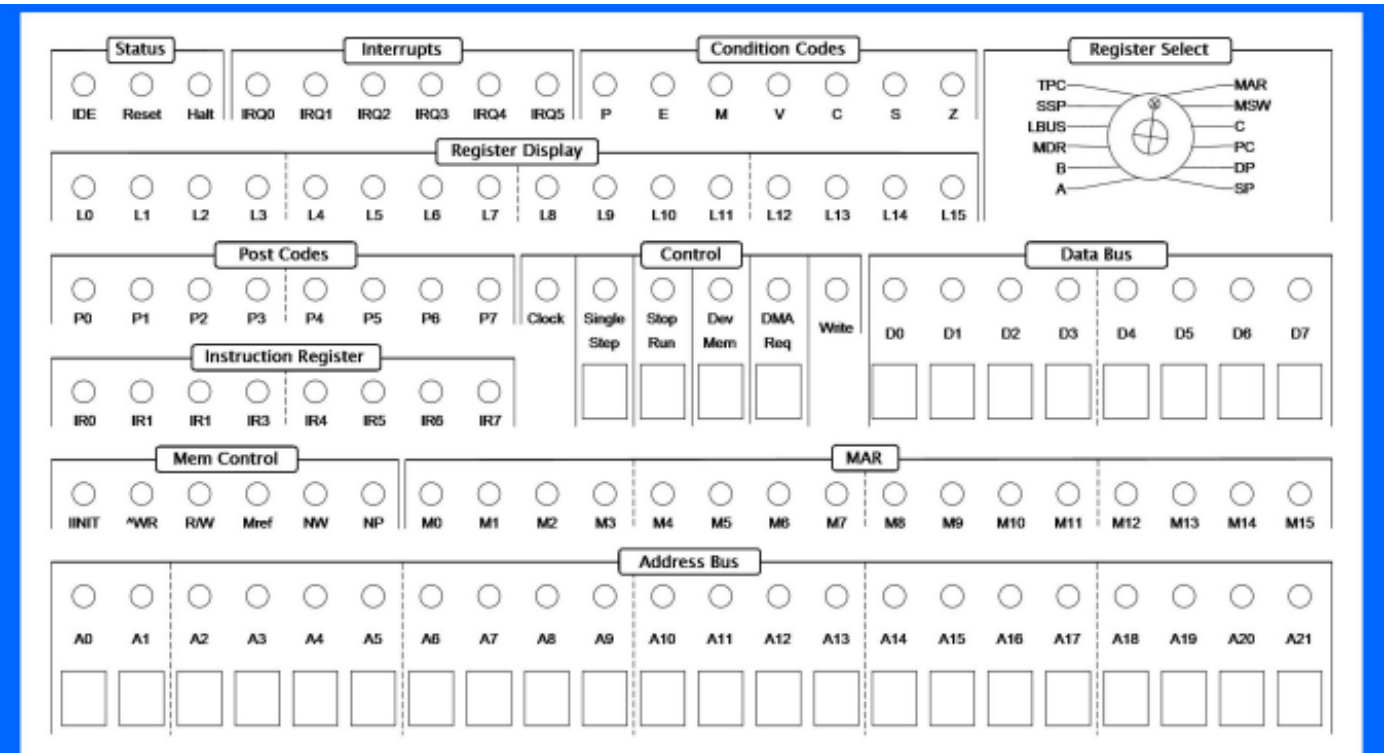 Status Interrupts Condition Codes Register Select
IDE Reset Halt IRQ0 IRQ1 IRQ2 IRQ3 IRQ4 IRQ5 P E M V C S Z
TPC MAR
SSP MSW
LBUS C
MDR PC
B DP
A SP
Register Display
L0 L1 L2 L3 L4 L5 L6 L7 L8 L9 L10 L11 L12 L13 L14 L15
Post Codes Control Data Bus
P0 P1 P2 P3 P4 P5 P6 P7 Clock Single Stop Dev DMA Write D0 D1 D2 D3 D4 D5 D6 D7
Step Run Mem Req
Instruction Register
IR0 IR1 IR1 IR3 IR4 IR5 IR6 IR7
Mem Control MAR
IINIT ^WR R/W Mref NW NP M0 M1 M2 M3 M4 M5 M6 M7 M8 M9 M10 M11 M12 M13 M14 M15
Address Bus
A0 A1 A2 A3 A4 A5 A6 A7 A8 A9 A10 A11 A12 A13 A14 A15 A16 A17 A18 A19 A20 A21